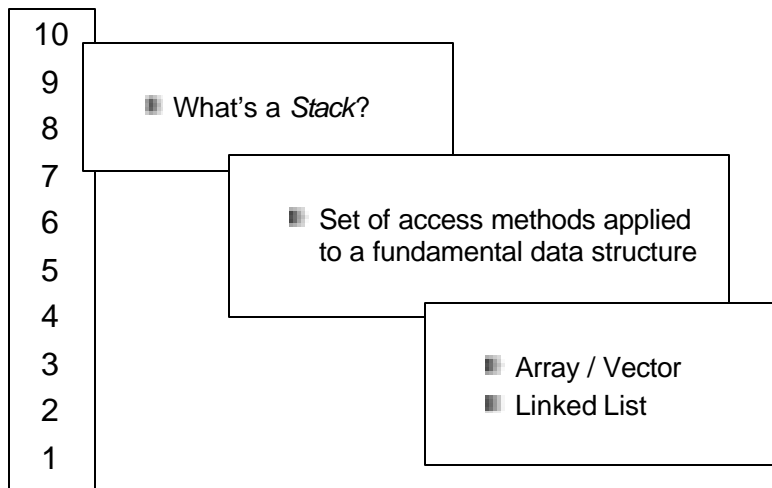 10
9
8
7
6
5
4
3
2
1
What's a Stack?
Set of access methods applied
to a fundamental data structure
Array / Vector
Linked List